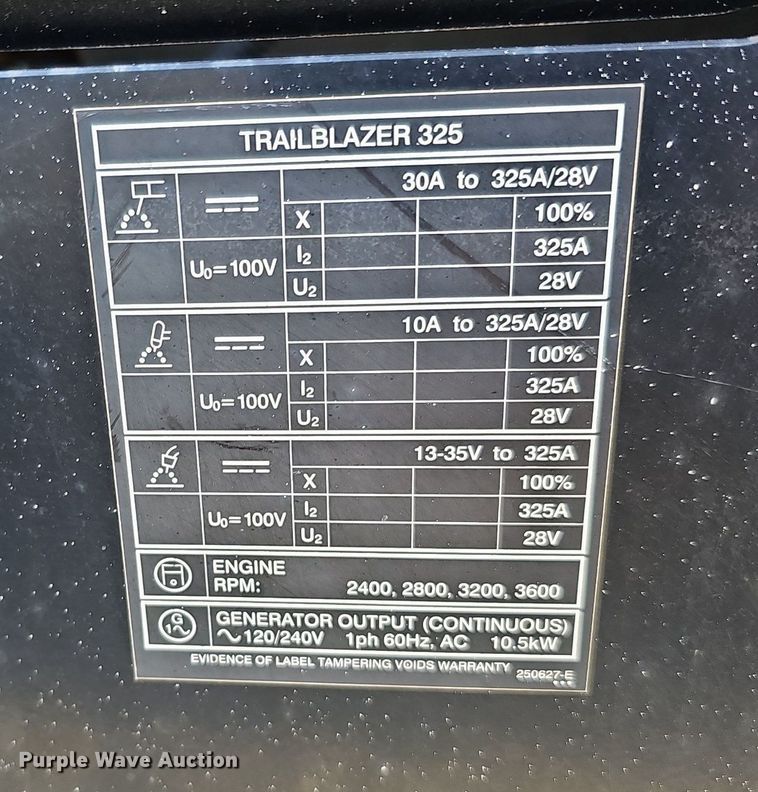 TRAILBLAZER 325
30A to 325A/28V
X 100%
U0=100V I2 325A
U2 28V
10A to 325A/28V
X 100%
U0=100V I2 325A
U2 28V
13-35V to 325A
X 100%
U0=100V I2 325A
U2 28V
ENGINE
RPM: 2400, 2800, 3200, 3600
G
1~
GENERATOR OUTPUT (CONTINUOUS)
~120/240V 1ph 60Hz, AC 10.5kW
EVIDENCE OF LABEL TAMPERING VOIDS WARRANTY 250627-E
Purple Wave Auction